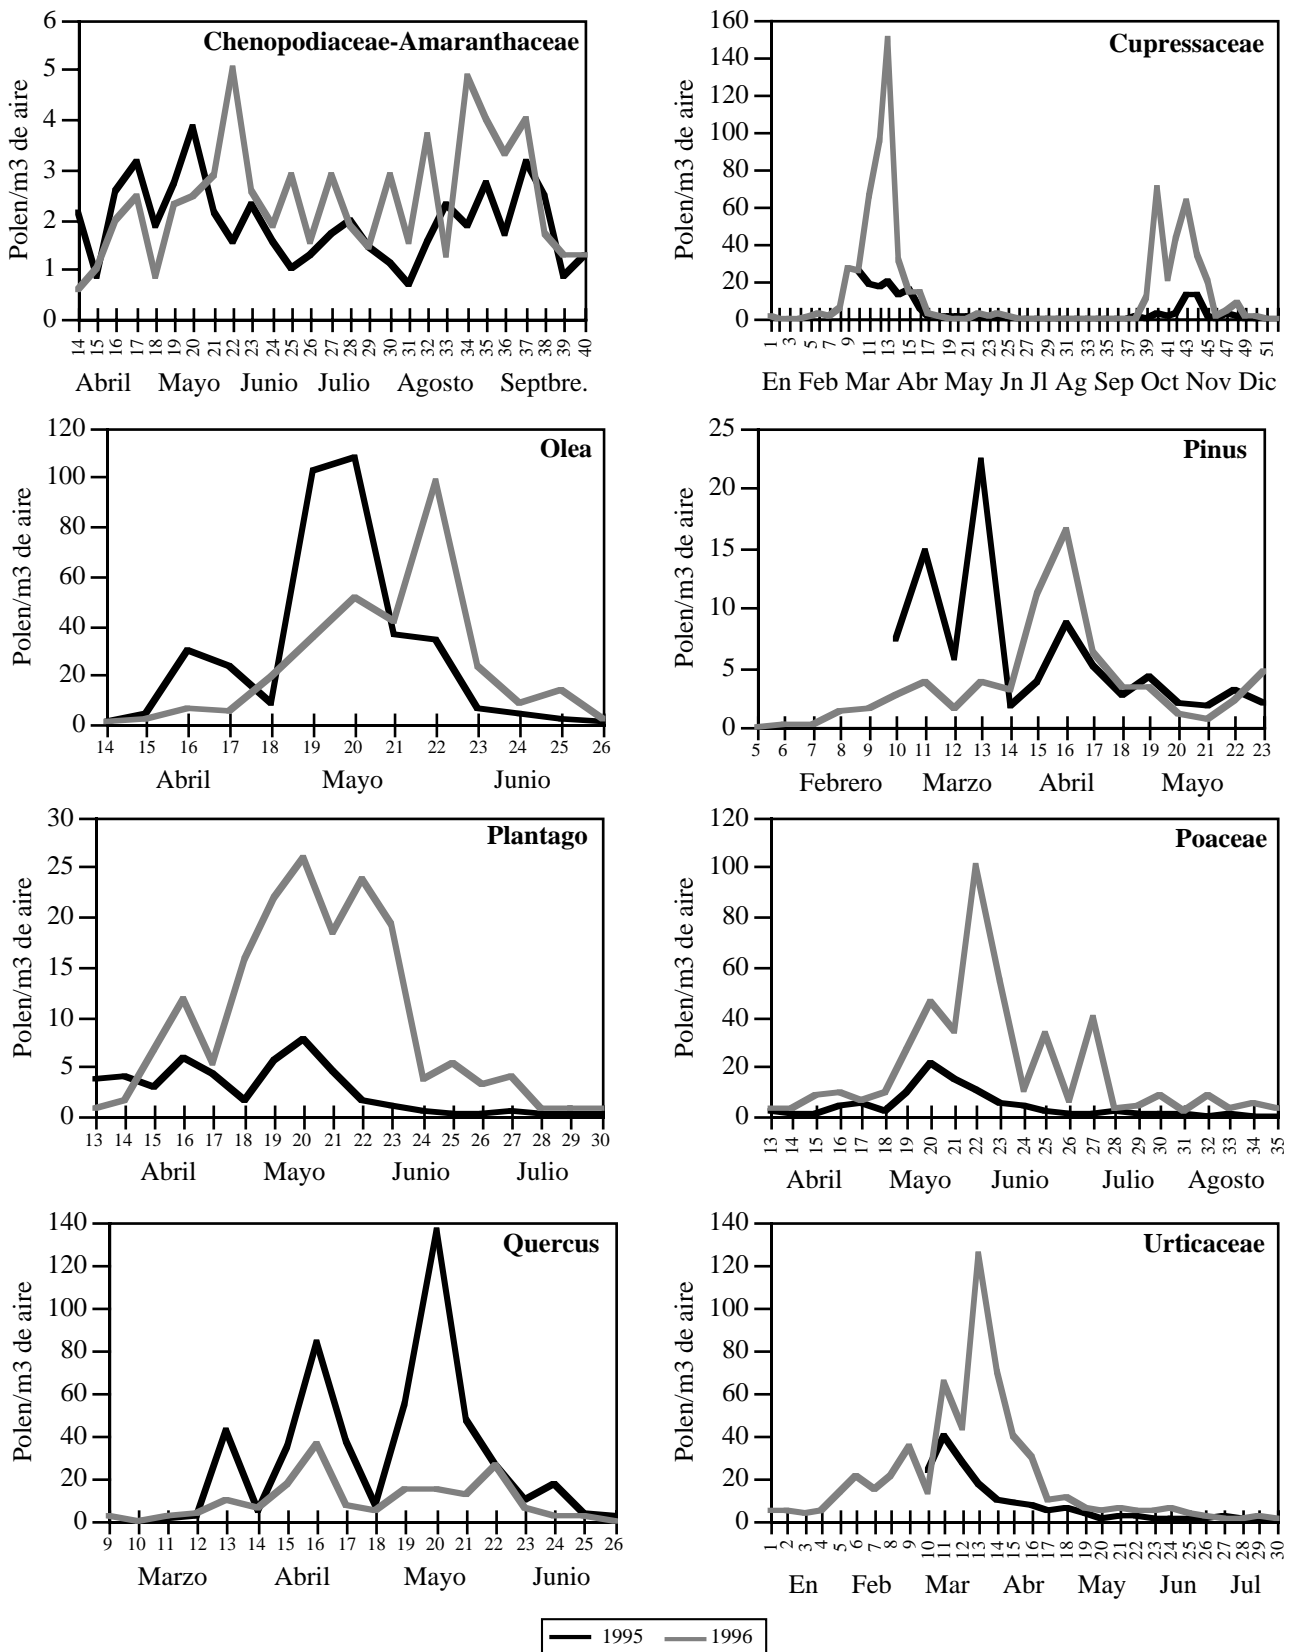 Chenopodiaceae-Amaranthaceae
Polen/m3 de aire
6
5
4
3
2
1
0
14 15 16 17 18 19 20 21 22 23 24 25 26 27 28 29 30 31 32 33 34 35 36 37 38 39 40
Abril Mayo Junio Julio Agosto Septbre.
Cupressaceae
Polen/m3 de aire
160
140
120
100
80
60
40
20
0
1 3 5 7 9 11 13 15 17 19 21 23 25 27 29 31 33 35 37 39 41 43 45 47 49 51
En Feb Mar Abr May Jn Jl Ag Sep Oct Nov Dic
Olea
Polen/m3 de aire
120
100
80
60
40
20
0
14 15 16 17 18 19 20 21 22 23 24 25 26
Abril Mayo Junio
Pinus
Polen/m3 de aire
25
20
15
10
5
0
5 6 7 8 9 10 11 12 13 14 15 16 17 18 19 20 21 22 23
Febrero Marzo Abril Mayo
Plantago
Polen/m3 de aire
30
25
20
15
10
5
0
13 14 15 16 17 18 19 20 21 22 23 24 25 26 27 28 29 30
Abril Mayo Junio Julio
Poaceae
Polen/m3 de aire
120
100
80
60
40
20
0
13 14 15 16 17 18 19 20 21 22 23 24 25 26 27 28 29 30 31 32 33 34 35
Abril Mayo Junio Julio Agosto
Quercus
Polen/m3 de aire
140
120
100
80
60
40
20
0
9 10 11 12 13 14 15 16 17 18 19 20 21 22 23 24 25 26
Marzo Abril Mayo Junio
Urticaceae
Polen/m3 de aire
140
120
100
80
60
40
20
0
1 2 3 4 5 6 7 8 9 10 11 12 13 14 15 16 17 18 19 20 21 22 23 24 25 26 27 28 29 30
En Feb Mar Abr May Jun Jul
1995 1996